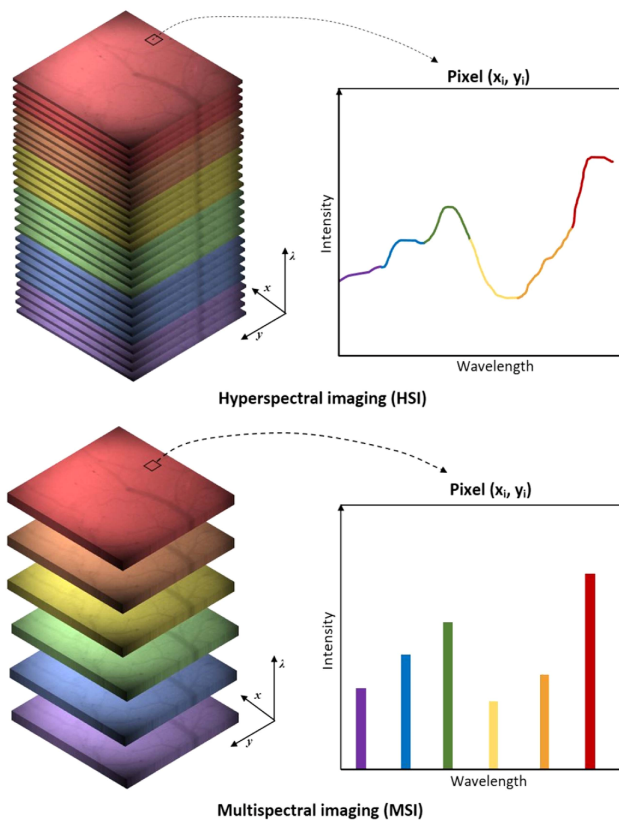 Pixel (xᵢ, yᵢ)
Intensity
λ
x
y
Wavelength
Hyperspectral imaging (HSI)
Pixel (xᵢ, yᵢ)
Intensity
λ
x
y
Wavelength
Multispectral imaging (MSI)